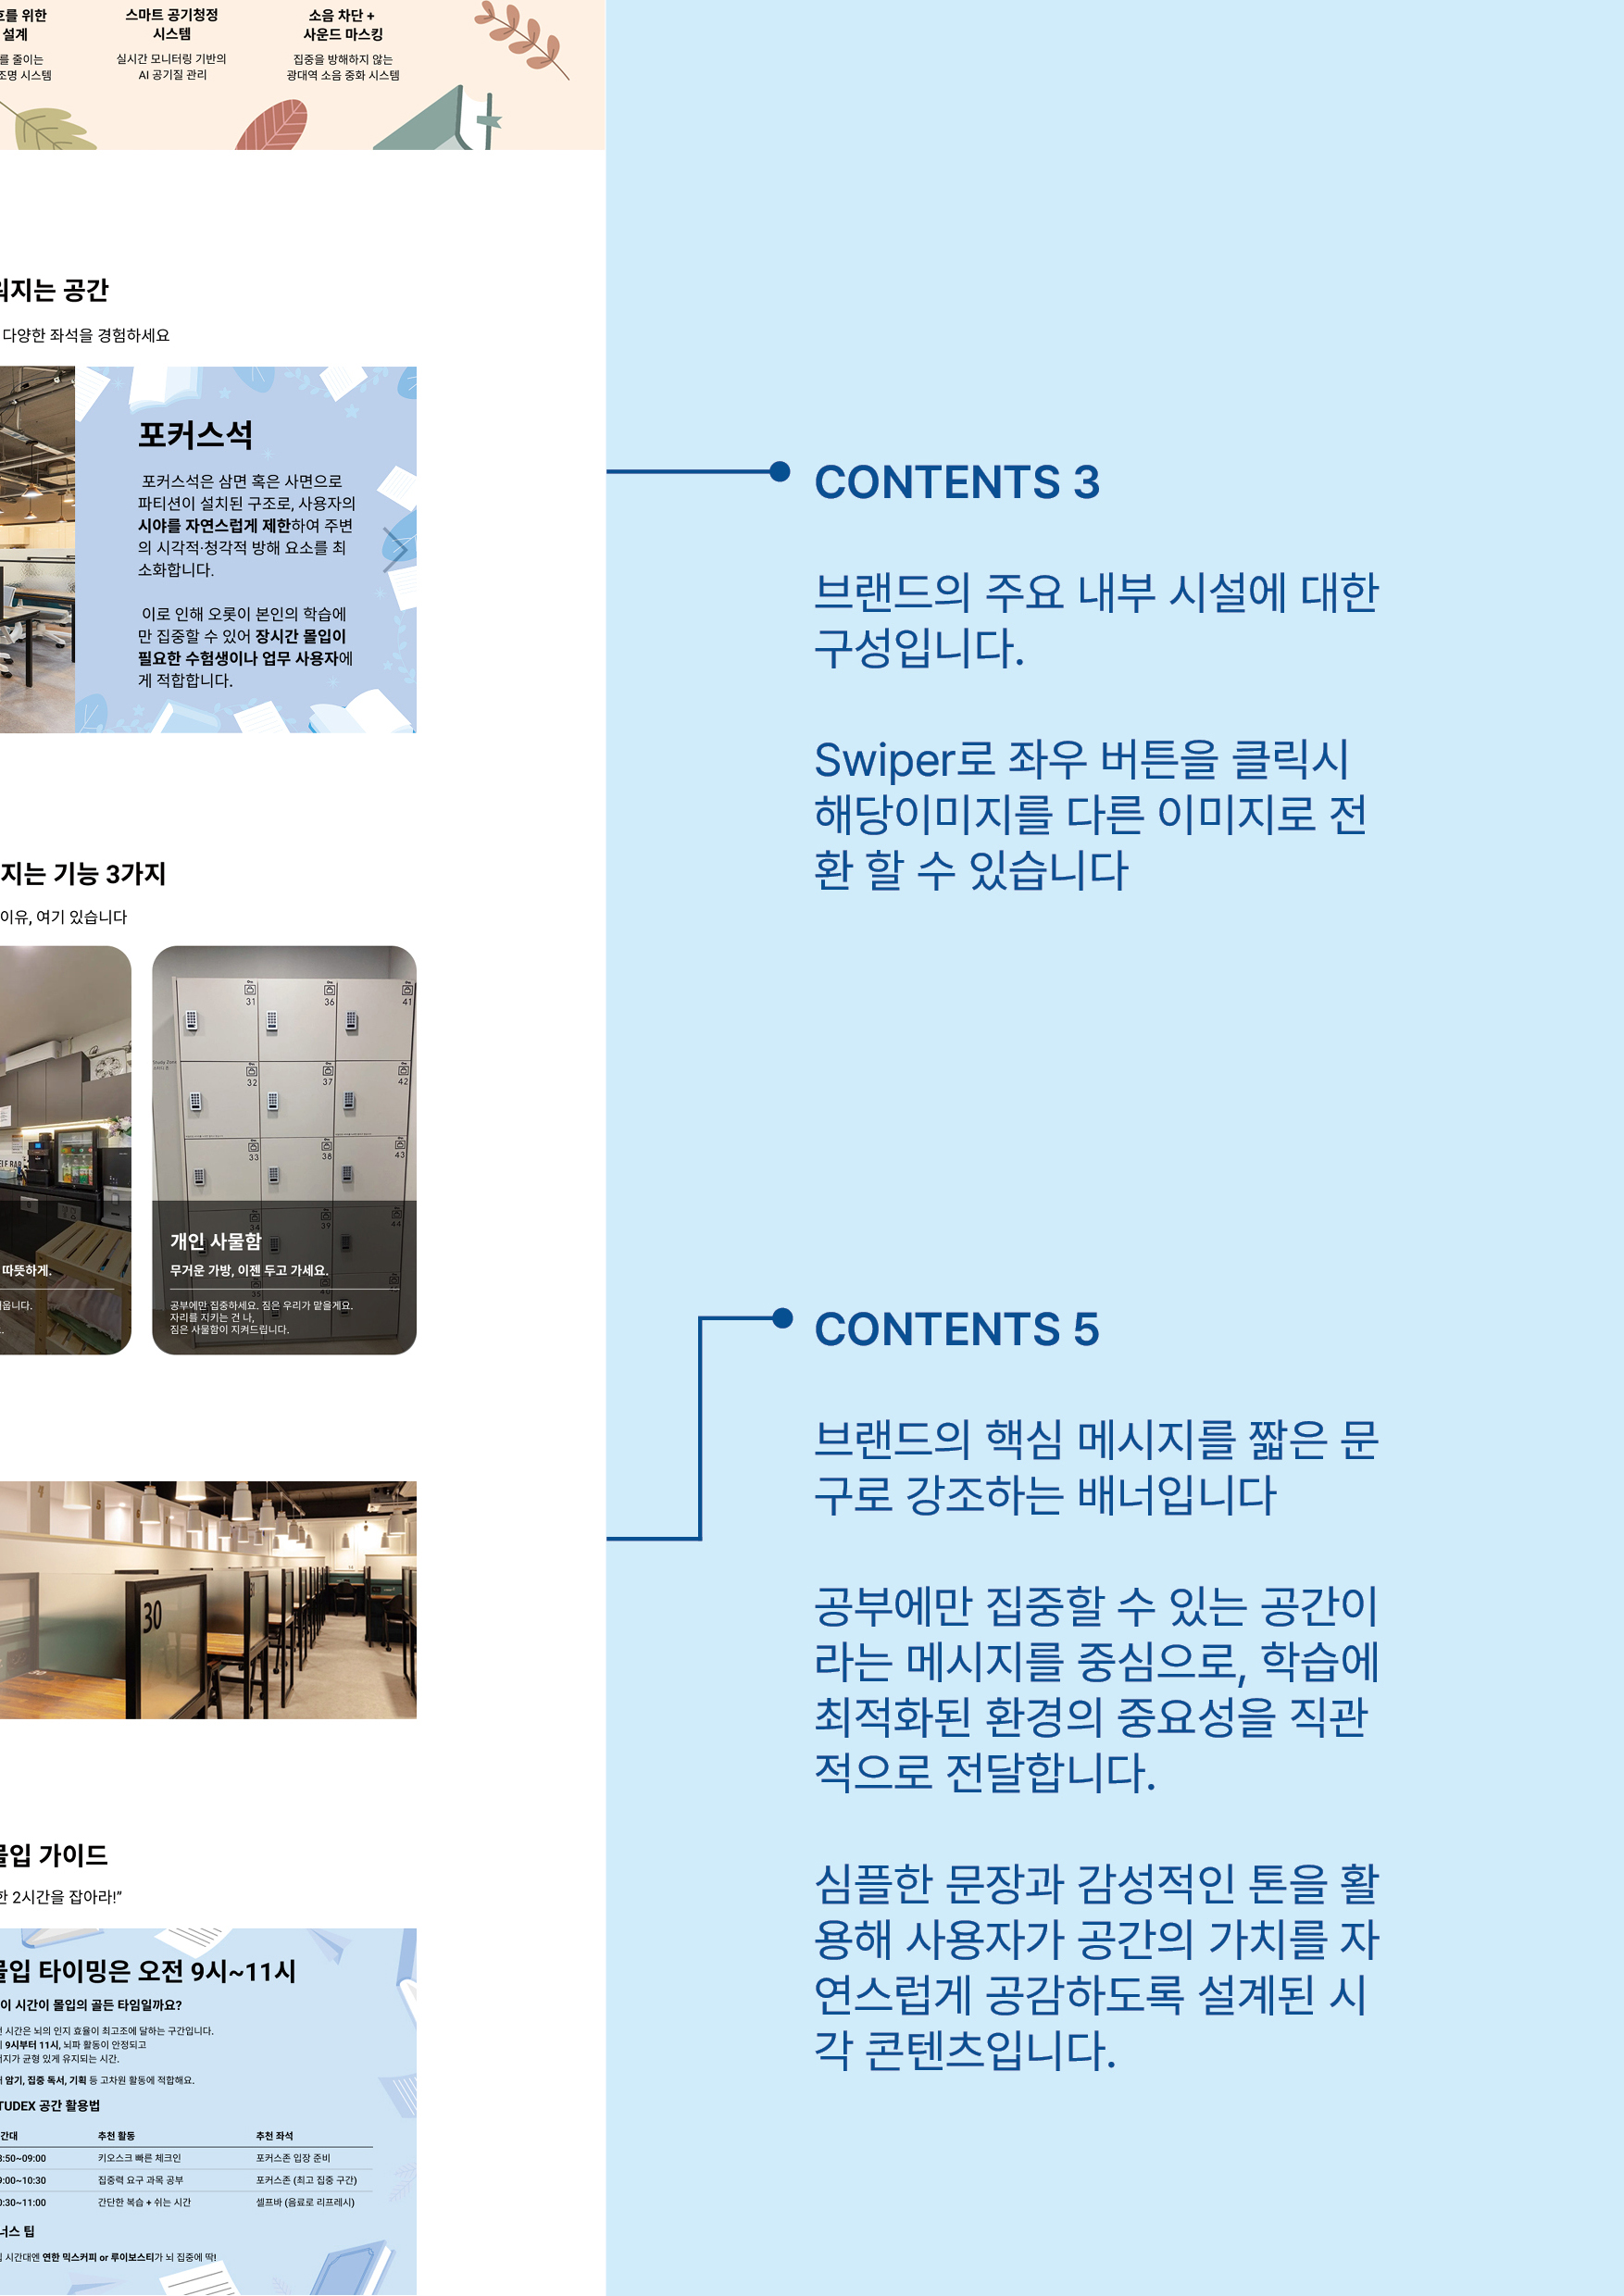 호를 위한
설계
를 줄이는
조명 시스템
스마트 공기청정
시스템
실시간 모니터링 기반의
AI 공기질 관리
소음 차단 +
사운드 마스킹
집중을 방해하지 않는
광대역 소음 중화 시스템
워지는 공간
다양한 좌석을 경험하세요
포커스석
포커스석은 삼면 혹은 사면으로
파티션이 설치된 구조로, 사용자의
시야를 자연스럽게 제한하여 주변
의 시각적·청각적 방해 요소를 최
소화합니다.
이로 인해 오롯이 본인의 학습에
만 집중할 수 있어 장시간 몰입이
필요한 수험생이나 업무 사용자에
게 적합합니다.
CONTENTS 3
브랜드의 주요 내부 시설에 대한
구성입니다.
Swiper로 좌우 버튼을 클릭시
해당이미지를 다른 이미지로 전
환 할 수 있습니다
지는 기능 3가지
이유, 여기 있습니다
따뜻하게.
31
36
41
32
37
42
33
38
43
34
39
44
35
개인 사물함
무거운 가방, 이젠 두고 가세요.
공부에만 집중하세요. 짐은 우리가 맡을게요.
자리를 지키는 건 나,
짐은 사물함이 지켜드립니다.
CONTENTS 5
브랜드의 핵심 메시지를 짧은 문
구로 강조하는 배너입니다
공부에만 집중할 수 있는 공간이
라는 메시지를 중심으로, 학습에
최적화된 환경의 중요성을 직관
적으로 전달합니다.
심플한 문장과 감성적인 톤을 활
용해 사용자가 공간의 가치를 자
연스럽게 공감하도록 설계된 시
각 콘텐츠입니다.
30
몰입 가이드
한 2시간을 잡아라!”
몰입 타이밍은 오전 9시~11시
이 시간이 몰입의 골든 타임일까요?
시간은 뇌의 인지 효율이 최고조에 달하는 구간입니다.
9시부터 11시, 뇌파 활동이 안정되고
너지가 균형 있게 유지되는 시간.
암기, 집중 독서, 기획 등 고차원 활동에 적합해요.
TUDEX 공간 활용법
간대 추천 활동 추천 좌석
8:50~09:00 키오스크 빠른 체크인 포커스존 입장 준비
9:00~10:30 집중력 요구 과목 공부 포커스존 (최고 집중 구간)
0:30~11:00 간단한 복습 + 쉬는 시간 셀프바 (음료로 리프레시)
너스 팁
시간대엔 연한 믹스커피 or 루이보스티가 뇌 집중에 딱!